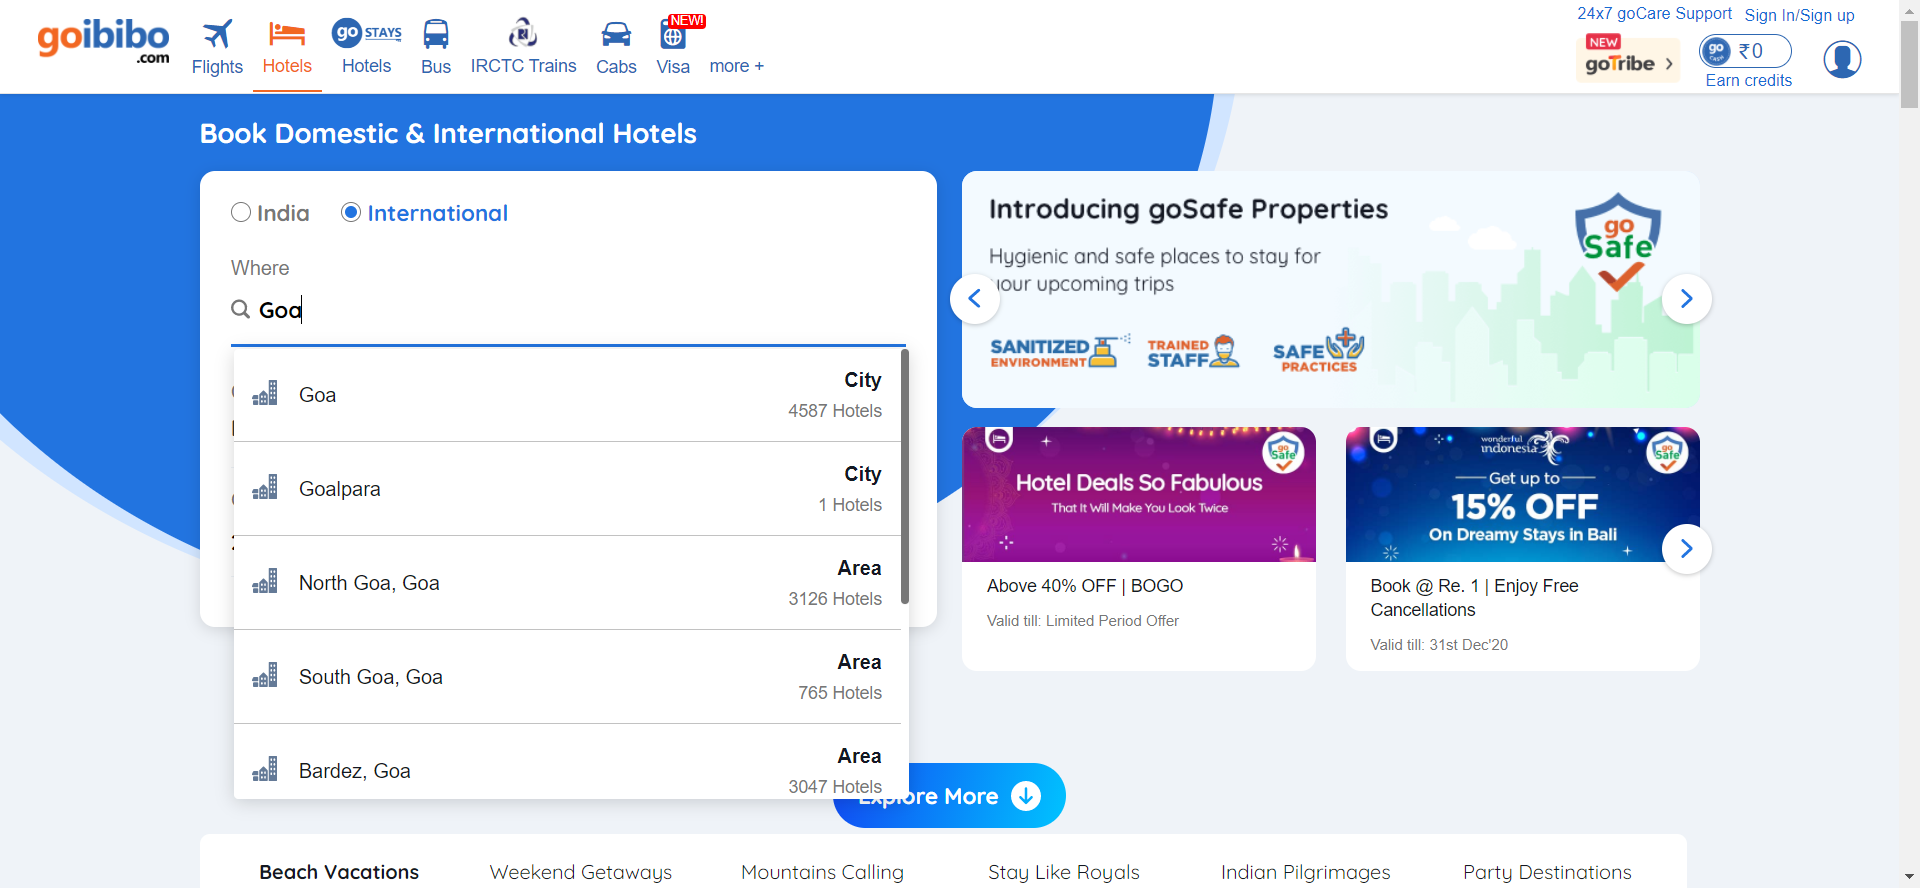 goibibo
.com
Flights
Hotels
go STAYS
Hotels
Bus
IRCTC Trains
Cabs
NEW!
Visa
more +
24x7 goCare Support
Sign In/Sign up
NEW
goTribe
go
CASH
₹0
Earn credits
Book Domestic & International Hotels
India
International
Where
Goa
Goa
City
4587 Hotels
Goalpara
City
1 Hotels
North Goa, Goa
Area
3126 Hotels
South Goa, Goa
Area
765 Hotels
Bardez, Goa
Area
3047 Hotels
Introducing goSafe Properties
Hygienic and safe places to stay for
your upcoming trips
SANITIZED
ENVIRONMENT
TRAINED
STAFF
SAFE
PRACTICES
go
Safe
go
Safe
Hotel Deals So Fabulous
That It Will Make You Look Twice
Above 40% OFF | BOGO
Valid till: Limited Period Offer
wonderful
indonesia
go
Safe
Get up to
15% OFF
On Dreamy Stays in Bali
Book @ Re. 1 | Enjoy Free
Cancellations
Valid till: 31st Dec'20
Explore More
Beach Vacations
Weekend Getaways
Mountains Calling
Stay Like Royals
Indian Pilgrimages
Party Destinations